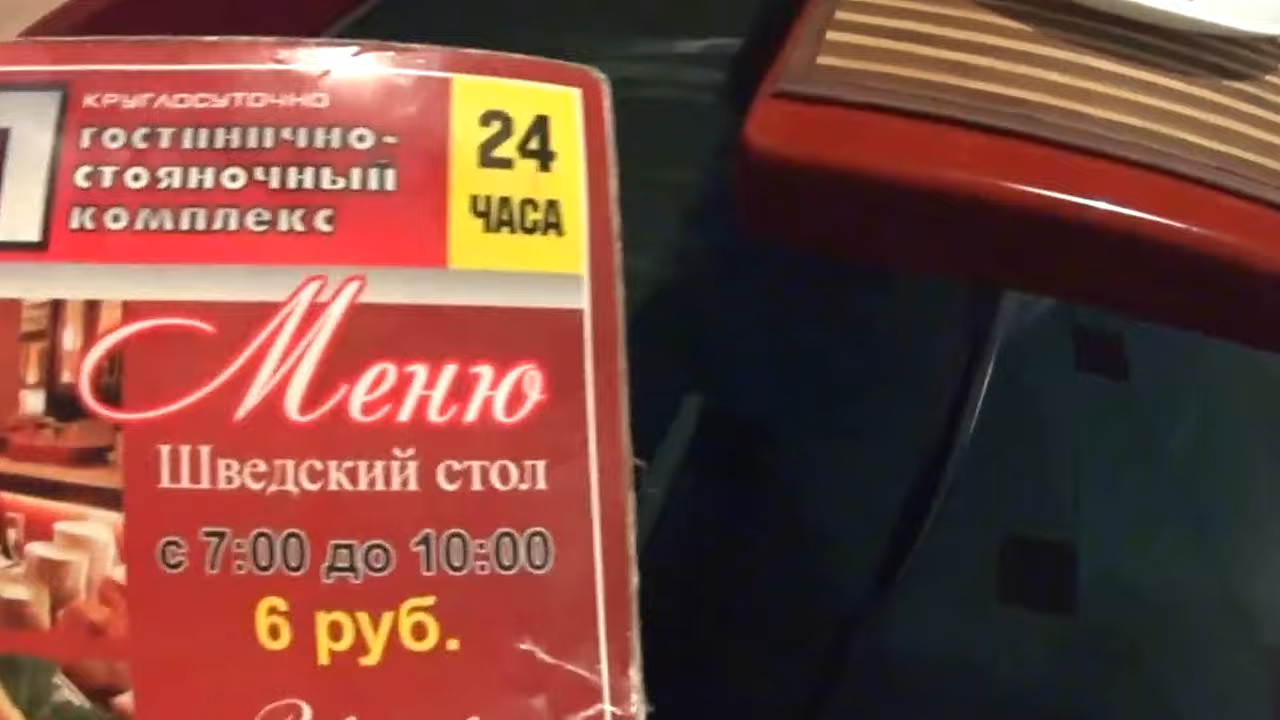 КРУГЛОСУТОЧНО
ГОСТИНИЧНО-
СТОЯНОЧНЫЙ
КОМПЛЕКС
24
ЧАСА
Меню
Шведский стол
с 7:00 до 10:00
6 руб.